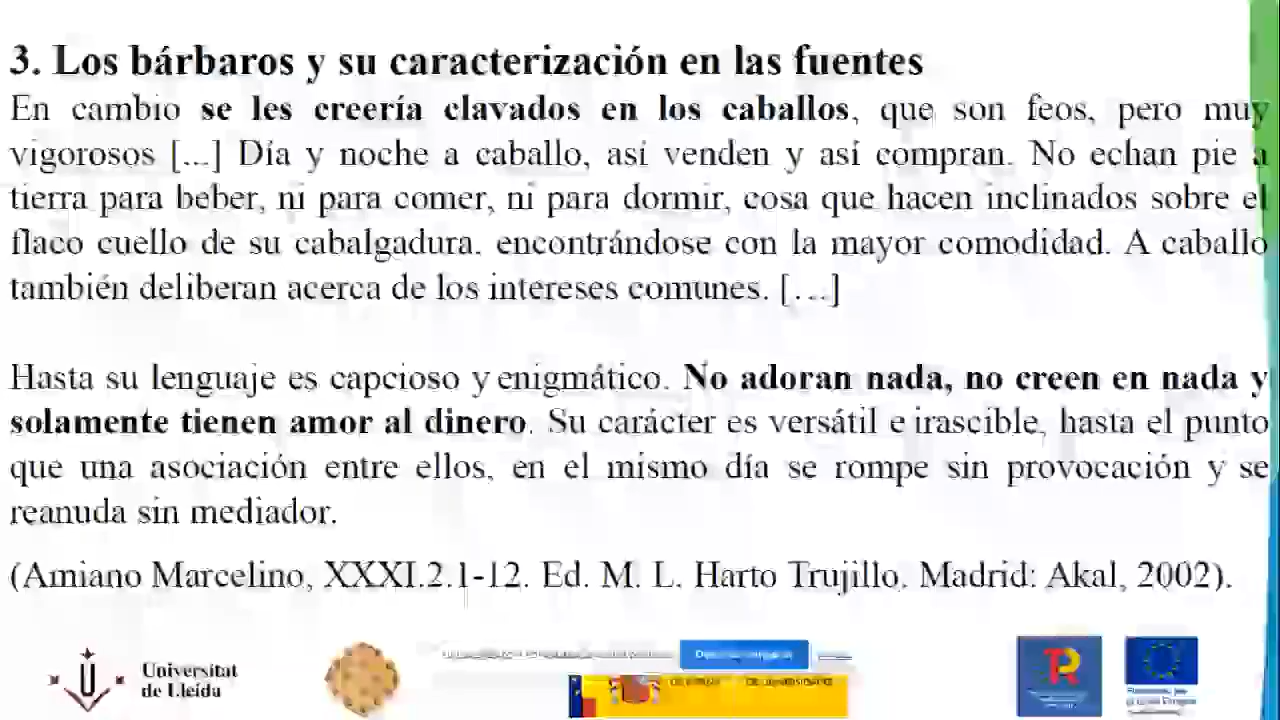 3. Los bárbaros y su caracterización en las fuentes
En cambio se les creería clavados en los caballos, que son feos, pero muy
vigorosos [...] Día y noche a caballo, así venden y así compran. No echan pie a
tierra para beber, ni para comer, ni para dormir, cosa que hacen inclinados sobre el
flaco cuello de su cabalgadura. encontrándose con la mayor comodidad. A caballo
también deliberan acerca de los intereses comunes. […]
Hasta su lenguaje es capcioso y enigmático. No adoran nada, no creen en nada y
solamente tienen amor al dinero. Su carácter es versátil e irascible, hasta el punto
que una asociación entre ellos, en el mismo día se rompe sin provocación y se
reanuda sin mediador.
(Amiano Marcelino, XXXI.2.1-12. Ed. M. L. Harto Trujillo. Madrid: Akal, 2002).
Universitat
de Lleida